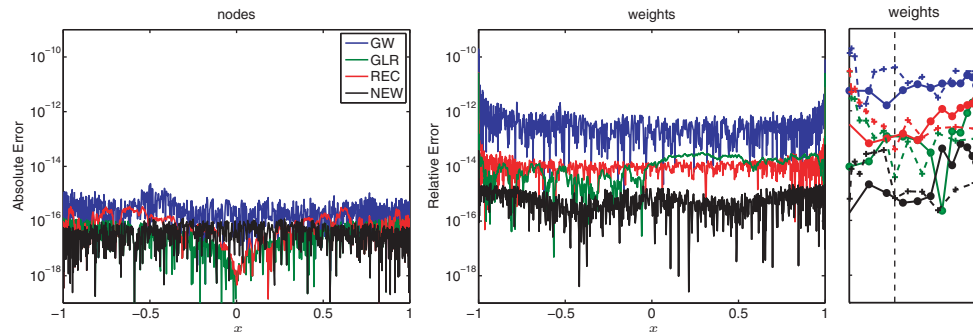 nodes
Absolute Error
10^-10
10^-12
10^-14
10^-16
10^-18
-1
-0.5
0
0.5
1
x
GW
GLR
REC
NEW
weights
Relative Error
10^-10
10^-12
10^-14
10^-16
10^-18
-1
-0.5
0
0.5
1
x
weights